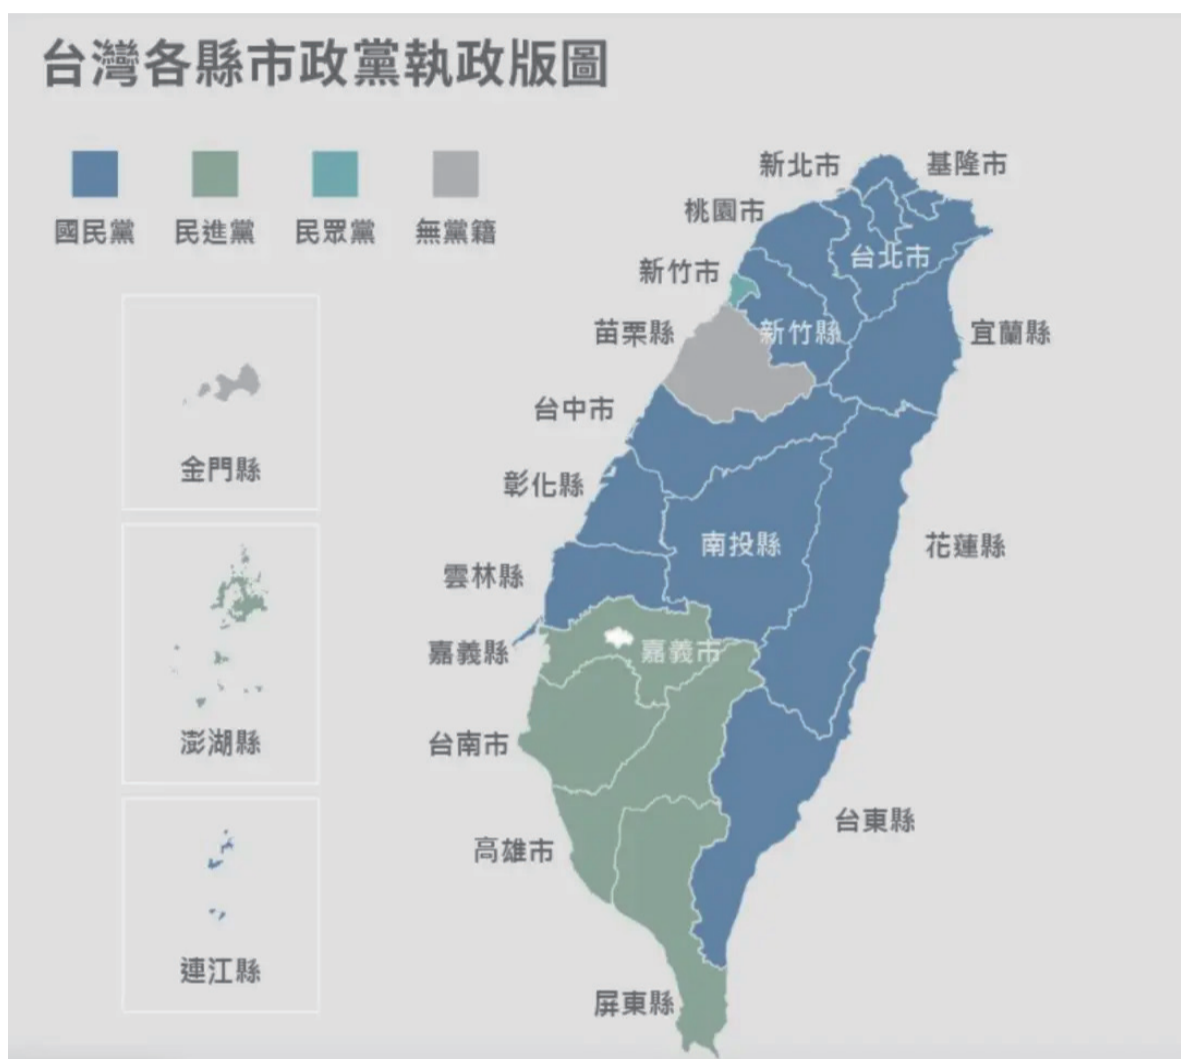 台灣各縣市政黨執政版圖
國民黨 民進黨 民眾黨 無黨籍
新北市 基隆市
桃園市
台北市
新竹市
苗栗縣 新竹縣 宜蘭縣
台中市
金門縣
彰化縣
南投縣 花蓮縣
雲林縣
嘉義縣 嘉義市
澎湖縣 台南市
台東縣
高雄市
連江縣
屏東縣